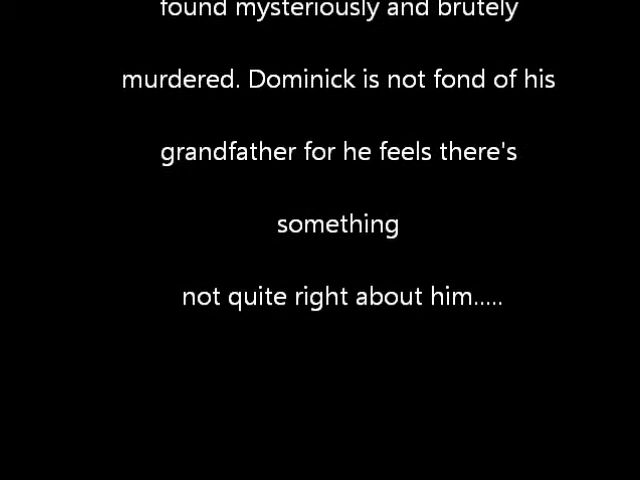 found mysteriously and brutely
murdered. Dominick is not fond of his
grandfather for he feels there's
something
not quite right about him.....